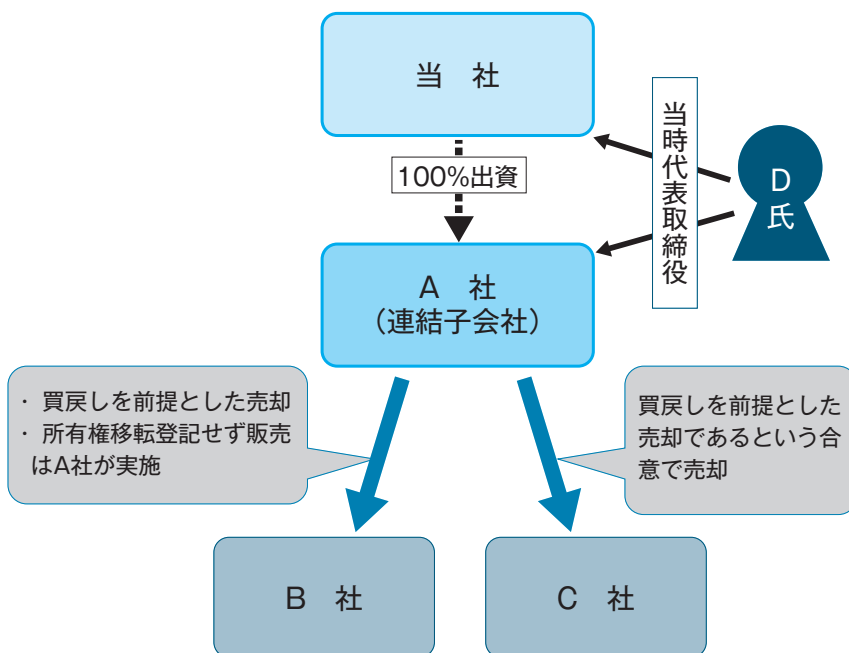 当　社
100%出資
当時代表取締役
D
氏
A　社
（連結子会社）
・ 買戻しを前提とした売却
・ 所有権移転登記せず販売
はA社が実施
買戻しを前提とした
売却であるという合
意で売却
B　社
C　社